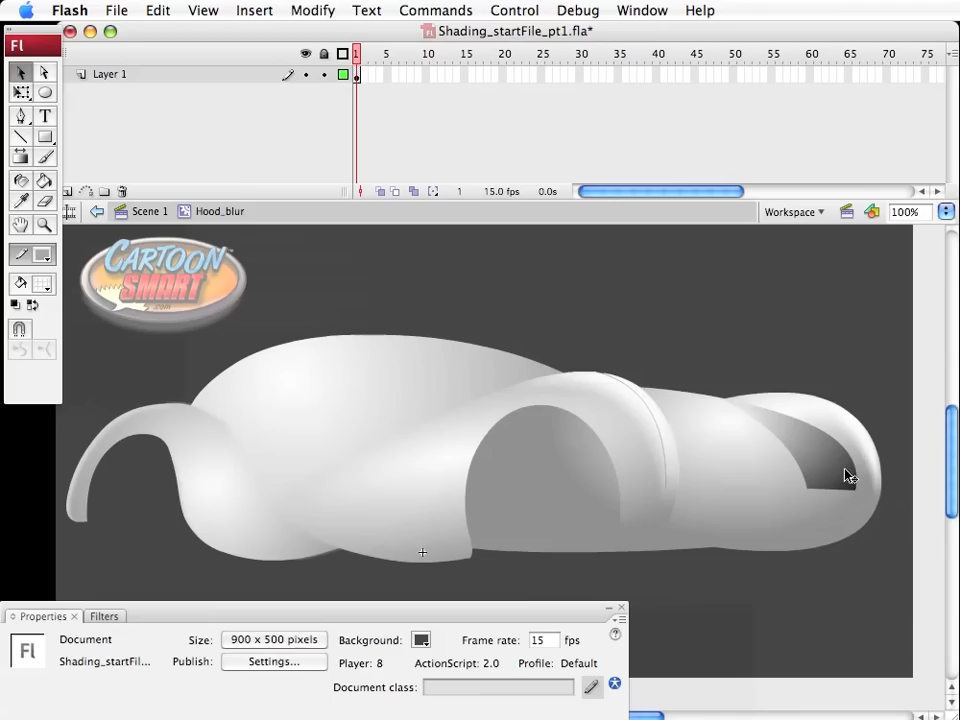 Flash File Edit View Insert Modify Text Commands Control Debug Window Help
Shading_startFile_pt1.fla*
Fl
1 5 10 15 20 25 30 35 40 45 50 55 60 65 70 75
Layer 1
T
1 15.0 fps 0.0s
Scene 1 Hood_blur Workspace 100%
CARTOON
SMART
.com
Properties Filters
Fl
Document Size: 900 x 500 pixels Background: Frame rate: 15 fps
Shading_startFil... Publish: Settings... Player: 8 ActionScript: 2.0 Profile: Default
Document class: